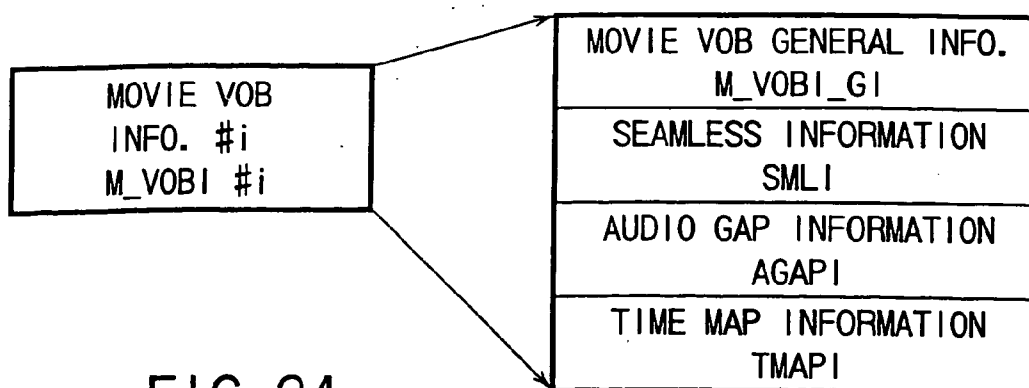 MOVIE VOB
INFO. #i
M_VOBI #i
MOVIE VOB GENERAL INFO.
M_VOBI_GI
SEAMLESS INFORMATION
SMLI
AUDIO GAP INFORMATION
AGAPI
TIME MAP INFORMATION
TMAPI